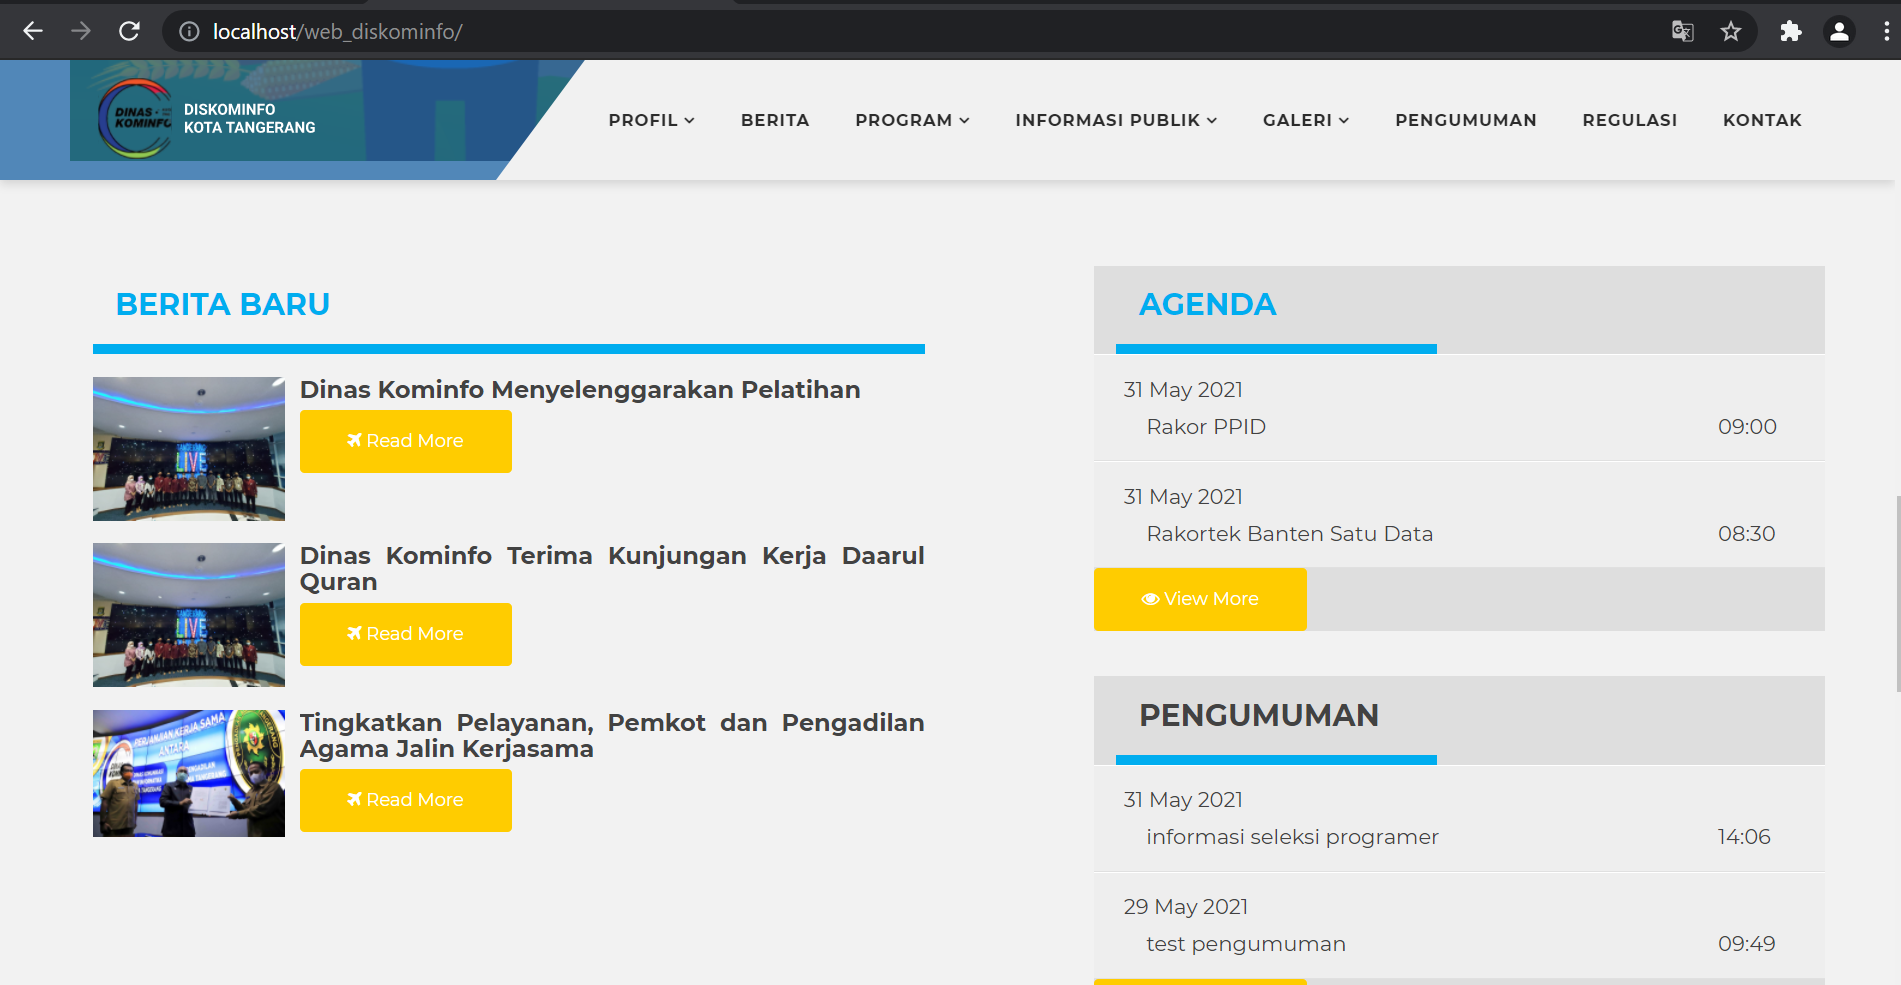 localhost/web_diskominfo/
DINAS
KOMINFO
DISKOMINFO
KOTA TANGERANG
PROFIL
BERITA
PROGRAM
INFORMASI PUBLIK
GALERI
PENGUMUMAN
REGULASI
KONTAK
BERITA BARU
LIVE
Dinas Kominfo Menyelenggarakan Pelatihan
Read More
LIVE
Dinas Kominfo Terima Kunjungan Kerja Daarul
Quran
Read More
PERJANJIAN KERJA SAMA
ANTARA
Tingkatkan Pelayanan, Pemkot dan Pengadilan
Agama Jalin Kerjasama
Read More
AGENDA
31 May 2021
Rakor PPID 09:00
31 May 2021
Rakortek Banten Satu Data 08:30
View More
PENGUMUMAN
31 May 2021
informasi seleksi programer 14:06
29 May 2021
test pengumuman 09:49